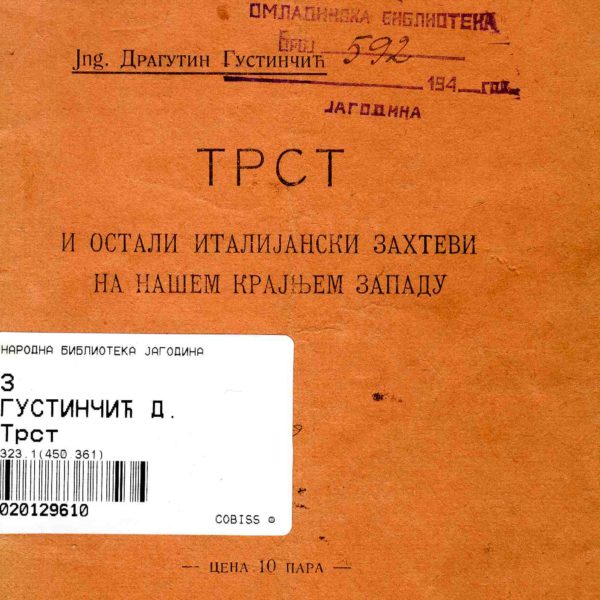 ОМЛАДИНСКА БИБЛИОТЕКА
БРОЈ 592
Jng. ДРАГУТИН ГУСТИНЧИЋ
194 год.
ЈАГОДИНА
ТРСТ
И ОСТАЛИ ИТАЛИЈАНСКИ ЗАХТЕВИ
НА НАШЕМ КРАЈЊЕМ ЗАПАДУ
НАРОДНА БИБЛИОТЕКА ЈАГОДИНА
3
ГУСТИНЧИЋ Д.
Трст
323.1(450.361)
020129610
COBISS ©
— ЦЕНА 10 ПАРА —